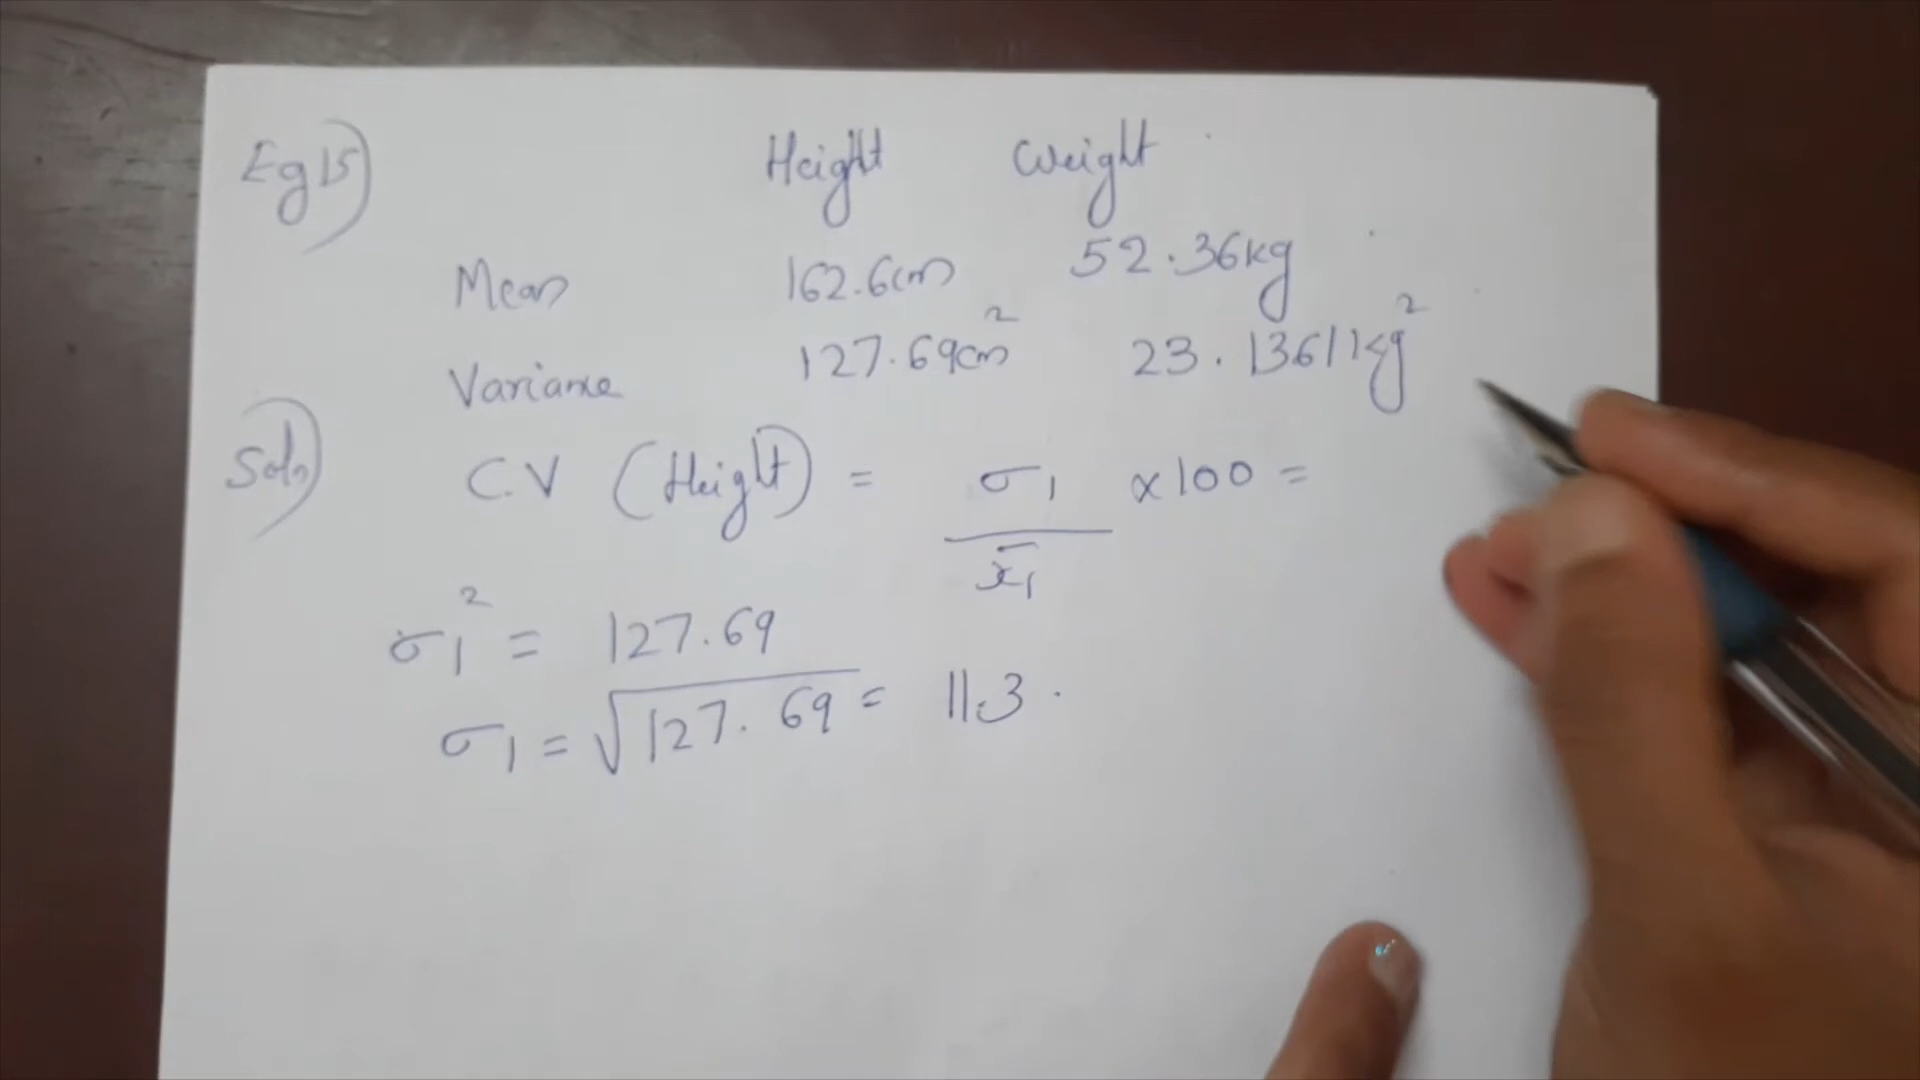 Eg 15) Height Weight
Mean 162.6cm 52.36kg
Variance 127.69cm² 23.1361kg²
Soln) C.V (Height) = σ₁/x̄₁ x100 =
σ₁² = 127.69
σ₁ = √127.69 = 11.3.